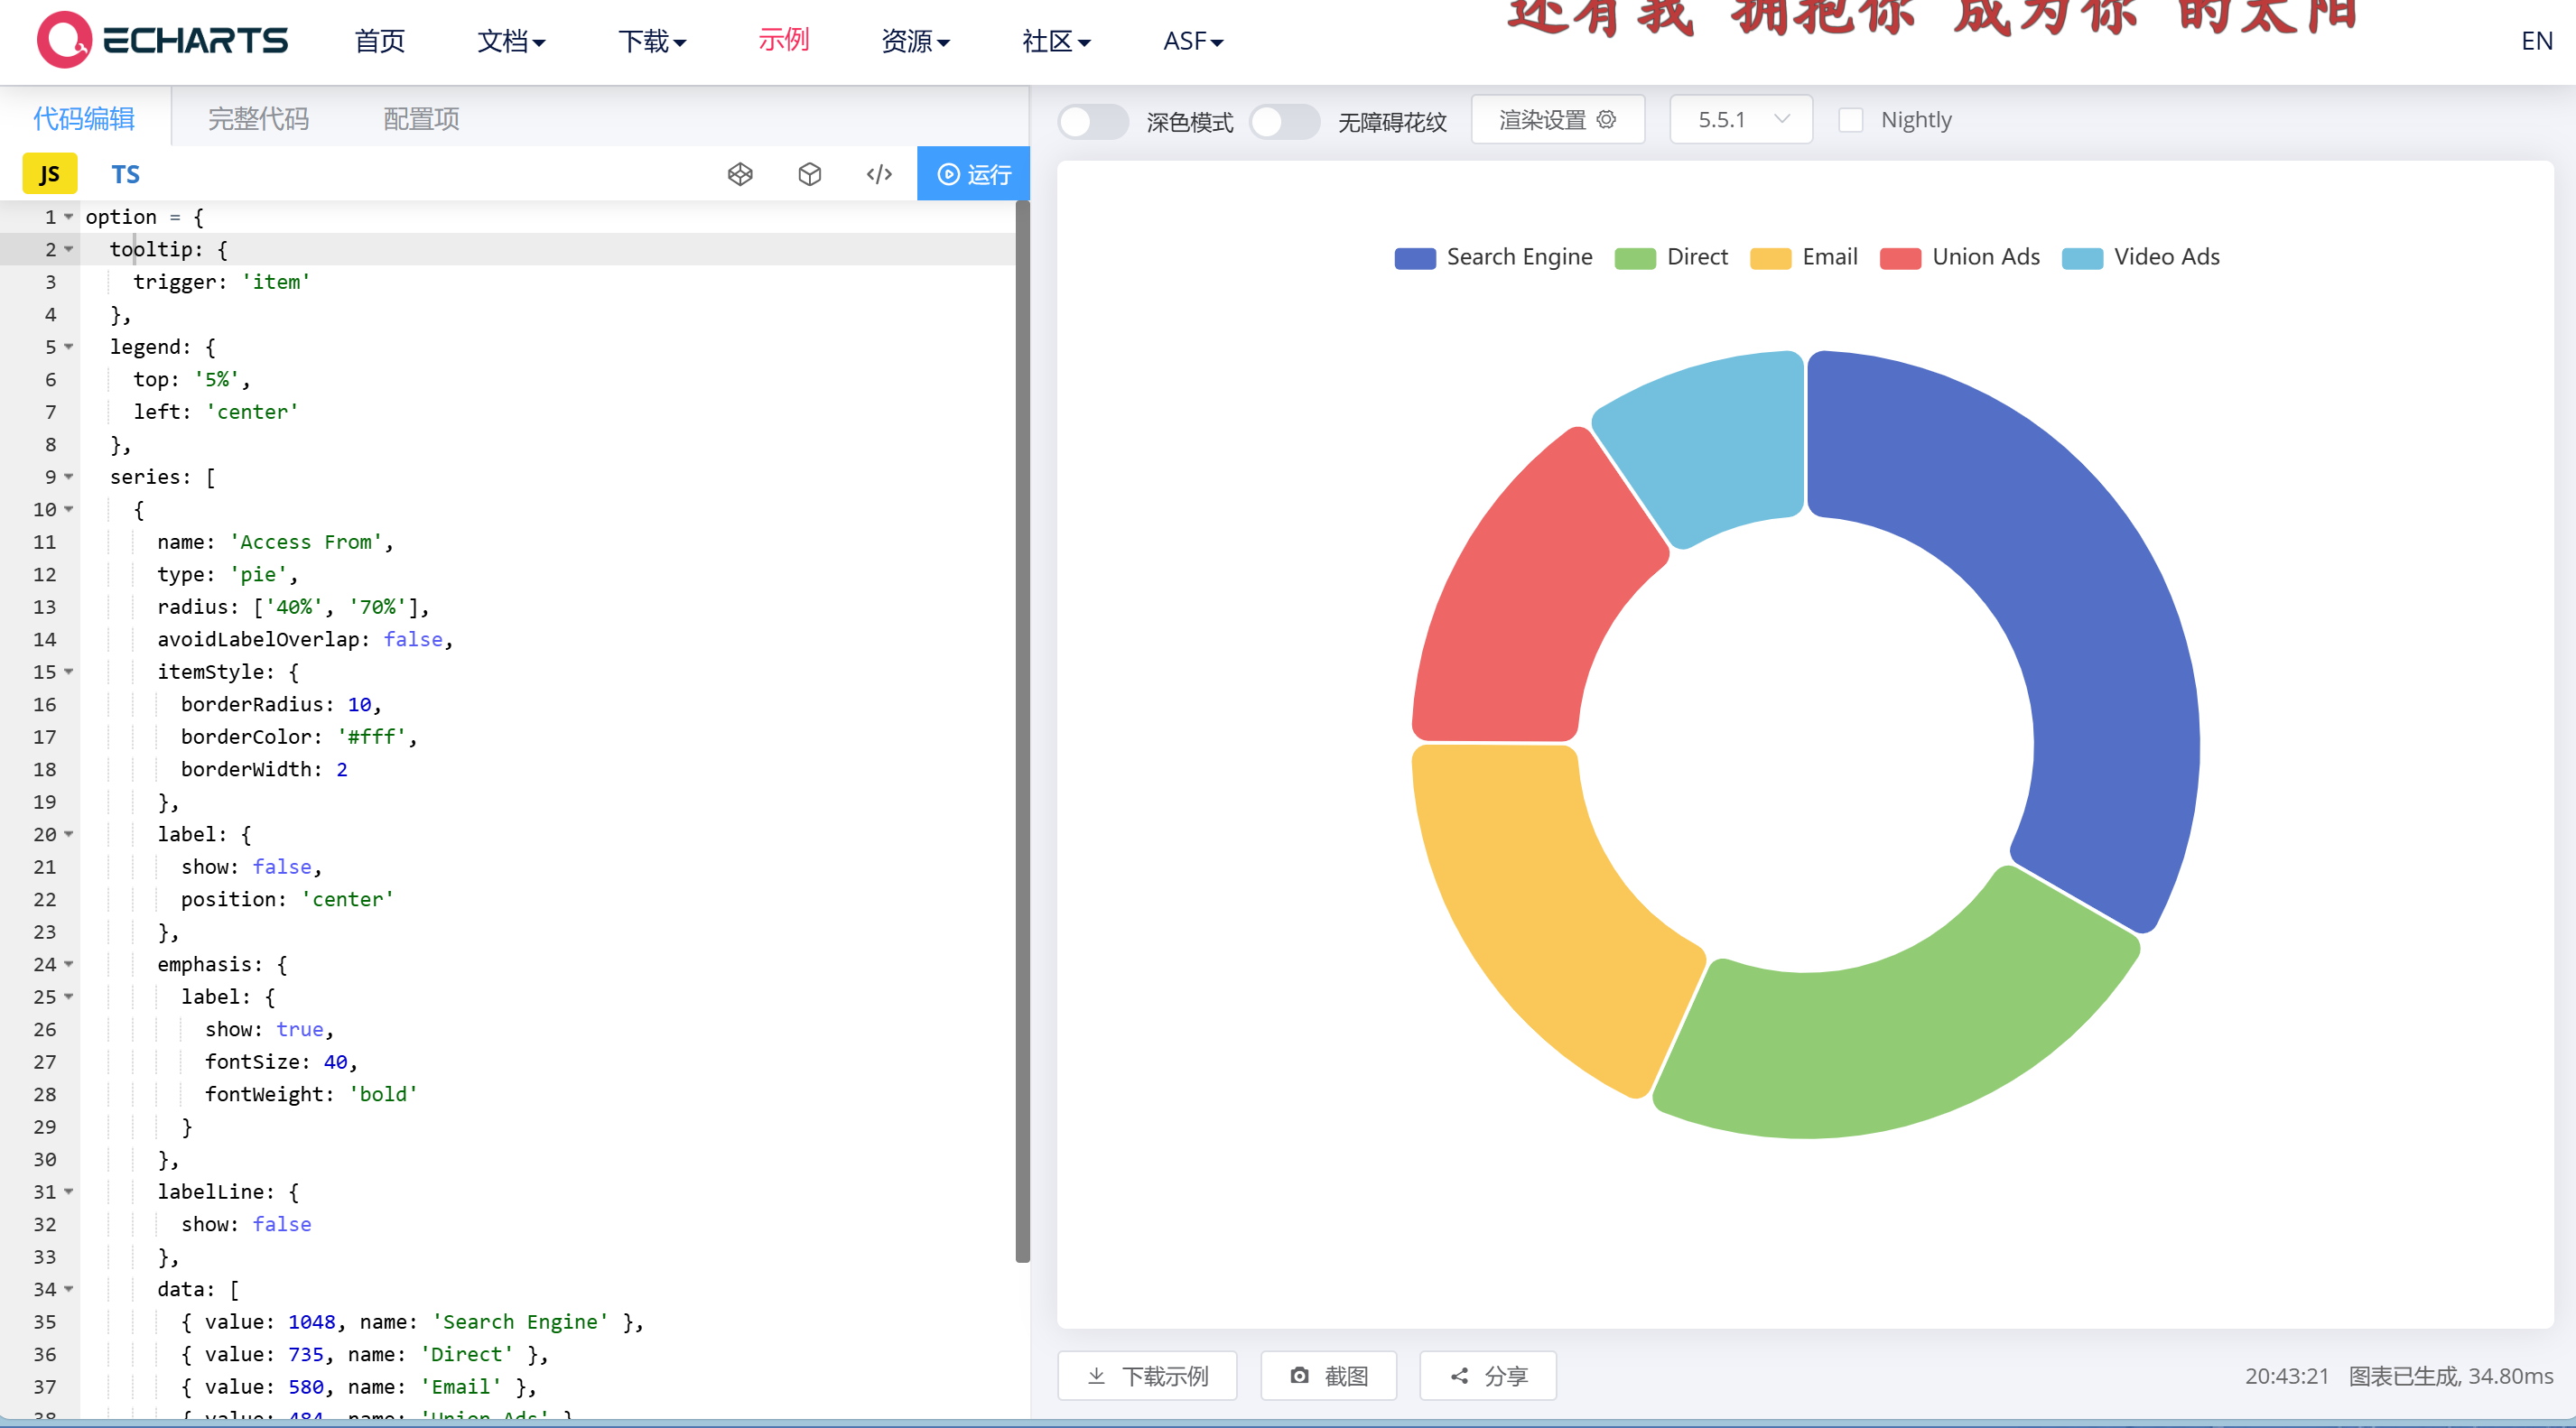 还有我 拥抱你 成为你 的太阳
ECHARTS 首页 文档 下载 示例 资源 社区 ASF EN
代码编辑 完整代码 配置项
深色模式 无障碍花纹 渲染设置 5.5.1 Nightly
JS TS </> 运行
1 option = {
2 tooltip: {
3 trigger: 'item'
4 },
5 legend: {
6 top: '5%',
7 left: 'center'
8 },
9 series: [
10 {
11 name: 'Access From',
12 type: 'pie',
13 radius: ['40%', '70%'],
14 avoidLabelOverlap: false,
15 itemStyle: {
16 borderRadius: 10,
17 borderColor: '#fff',
18 borderWidth: 2
19 },
20 label: {
21 show: false,
22 position: 'center'
23 },
24 emphasis: {
25 label: {
26 show: true,
27 fontSize: 40,
28 fontWeight: 'bold'
29 }
30 },
31 labelLine: {
32 show: false
33 },
34 data: [
35 { value: 1048, name: 'Search Engine' },
36 { value: 735, name: 'Direct' },
37 { value: 580, name: 'Email' },
38 { value: 484, name: 'Union Ads' }
Search Engine Direct Email Union Ads Video Ads
下载示例 截图 分享
20:43:21 图表已生成, 34.80ms